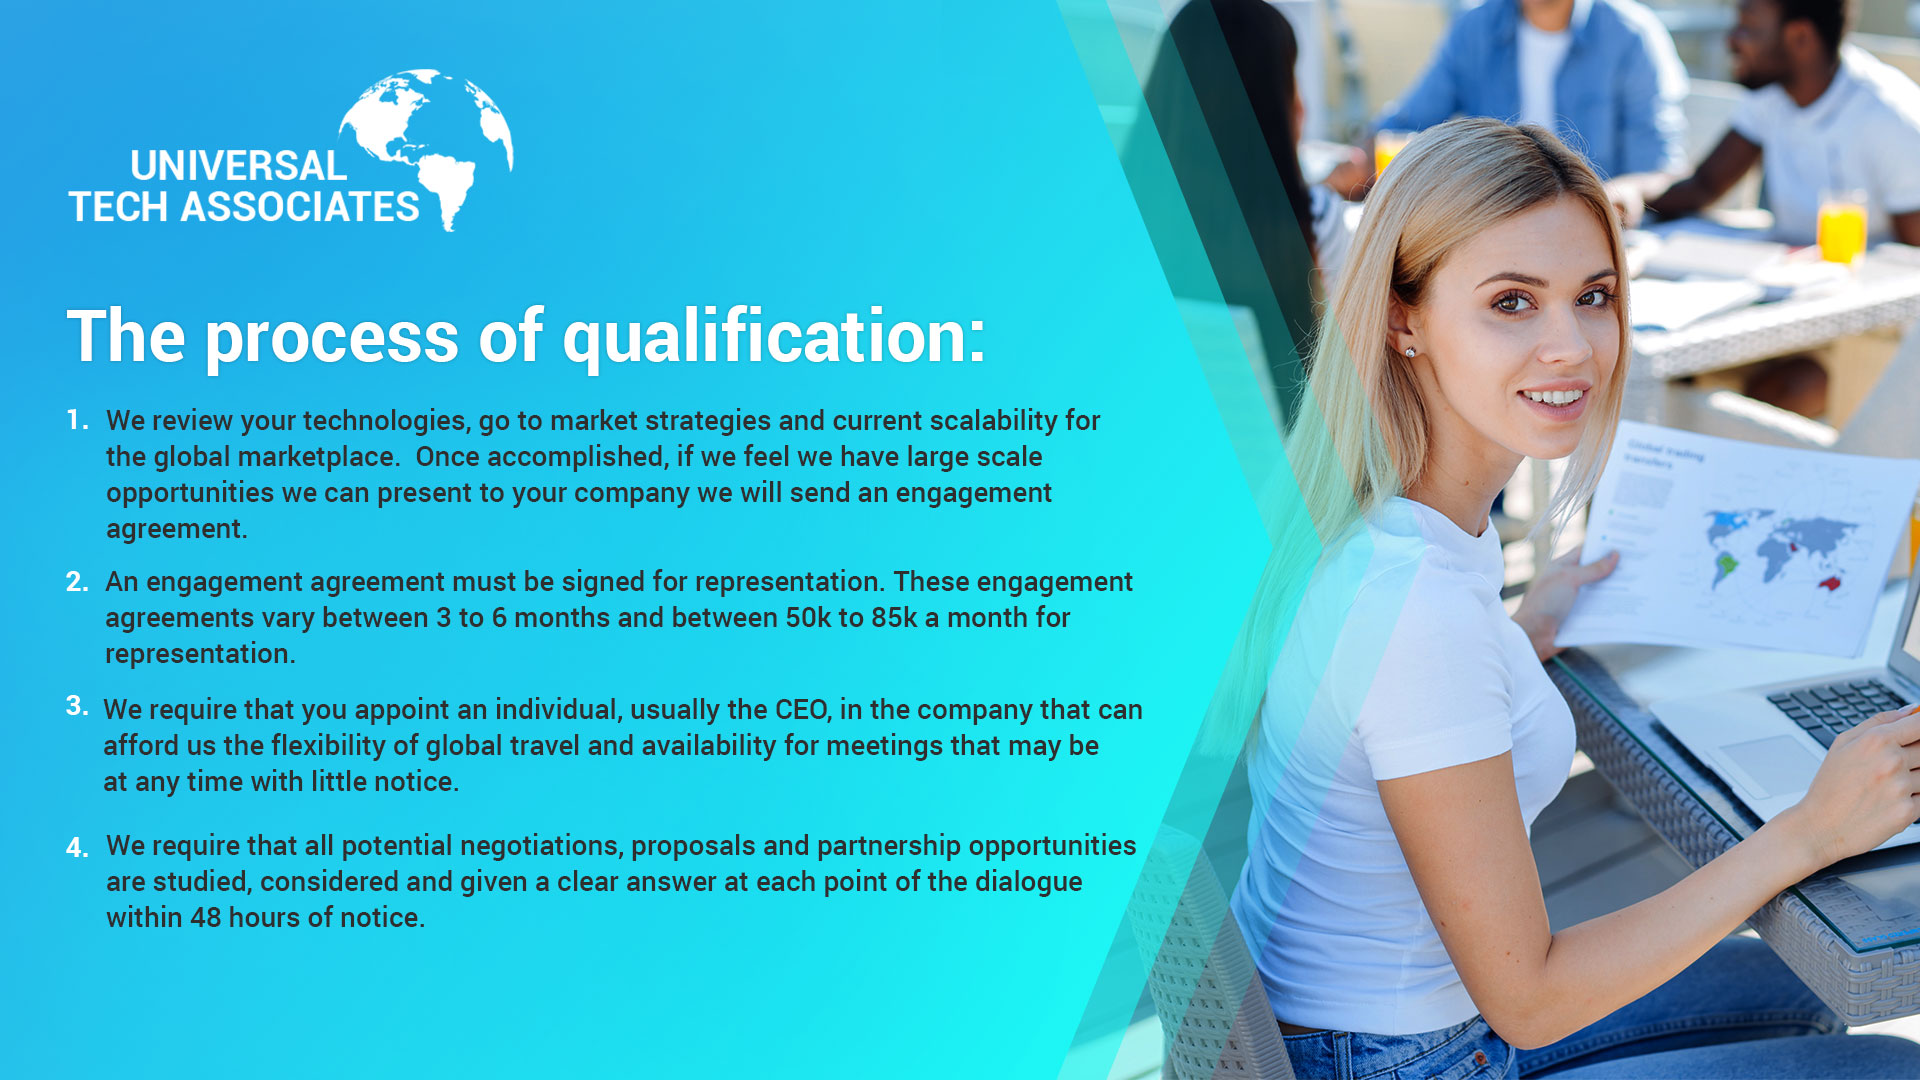 UNIVERSAL
TECH ASSOCIATES
The process of qualification:
1. We review your technologies, go to market strategies and current scalability for
the global marketplace.  Once accomplished, if we feel we have large scale
opportunities we can present to your company we will send an engagement
agreement.
2. An engagement agreement must be signed for representation. These engagement
agreements vary between 3 to 6 months and between 50k to 85k a month for
representation.
3. We require that you appoint an individual, usually the CEO, in the company that can
afford us the flexibility of global travel and availability for meetings that may be
at any time with little notice.
4. We require that all potential negotiations, proposals and partnership opportunities
are studied, considered and given a clear answer at each point of the dialogue
within 48 hours of notice.
Global trading
transfers